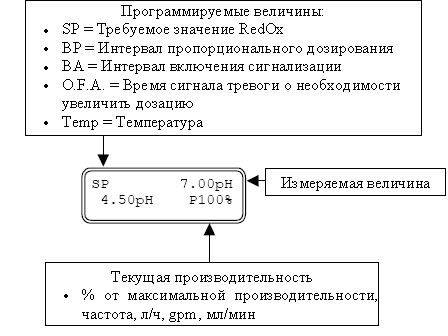 Программируемые величины:
• SP = Требуемое значение RedOx
• BP = Интервал пропорционального дозирования
• BA = Интервал включения сигнализации
• O.F.A. = Время сигнала тревоги о необходимости
увеличить дозацию
• Temp = Температура
SP 7.00pH
4.50pH P100%
Измеряемая величина
Текущая производительность
• % от максимальной производительности,
частота, л/ч, gpm, мл/мин